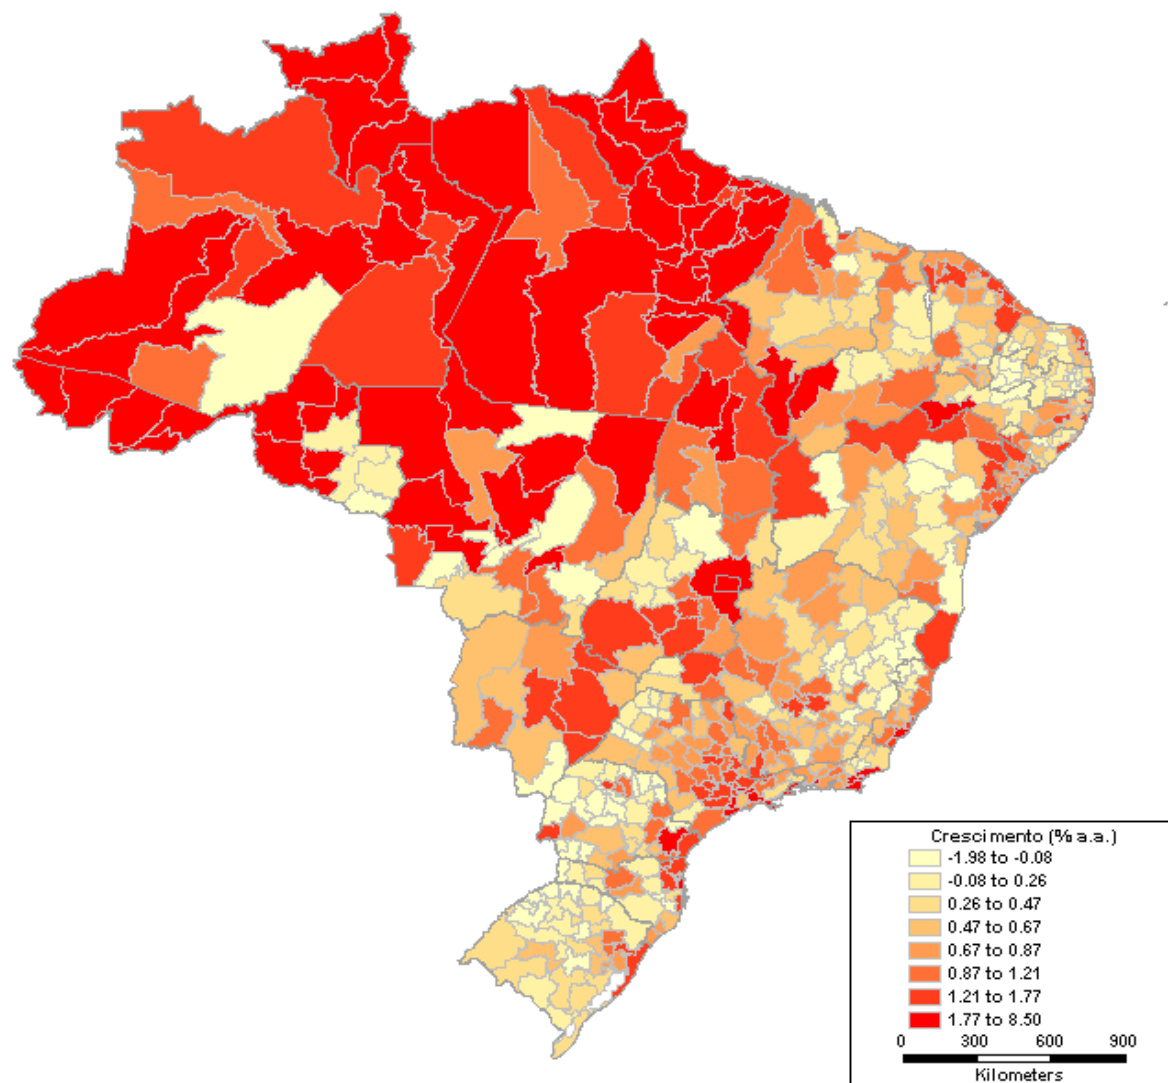 Crescimento (% a.a.)
-1.98 to -0.08
-0.08 to 0.26
0.26 to 0.47
0.47 to 0.67
0.67 to 0.87
0.87 to 1.21
1.21 to 1.77
1.77 to 8.50
0 300 600 900
Kilometers